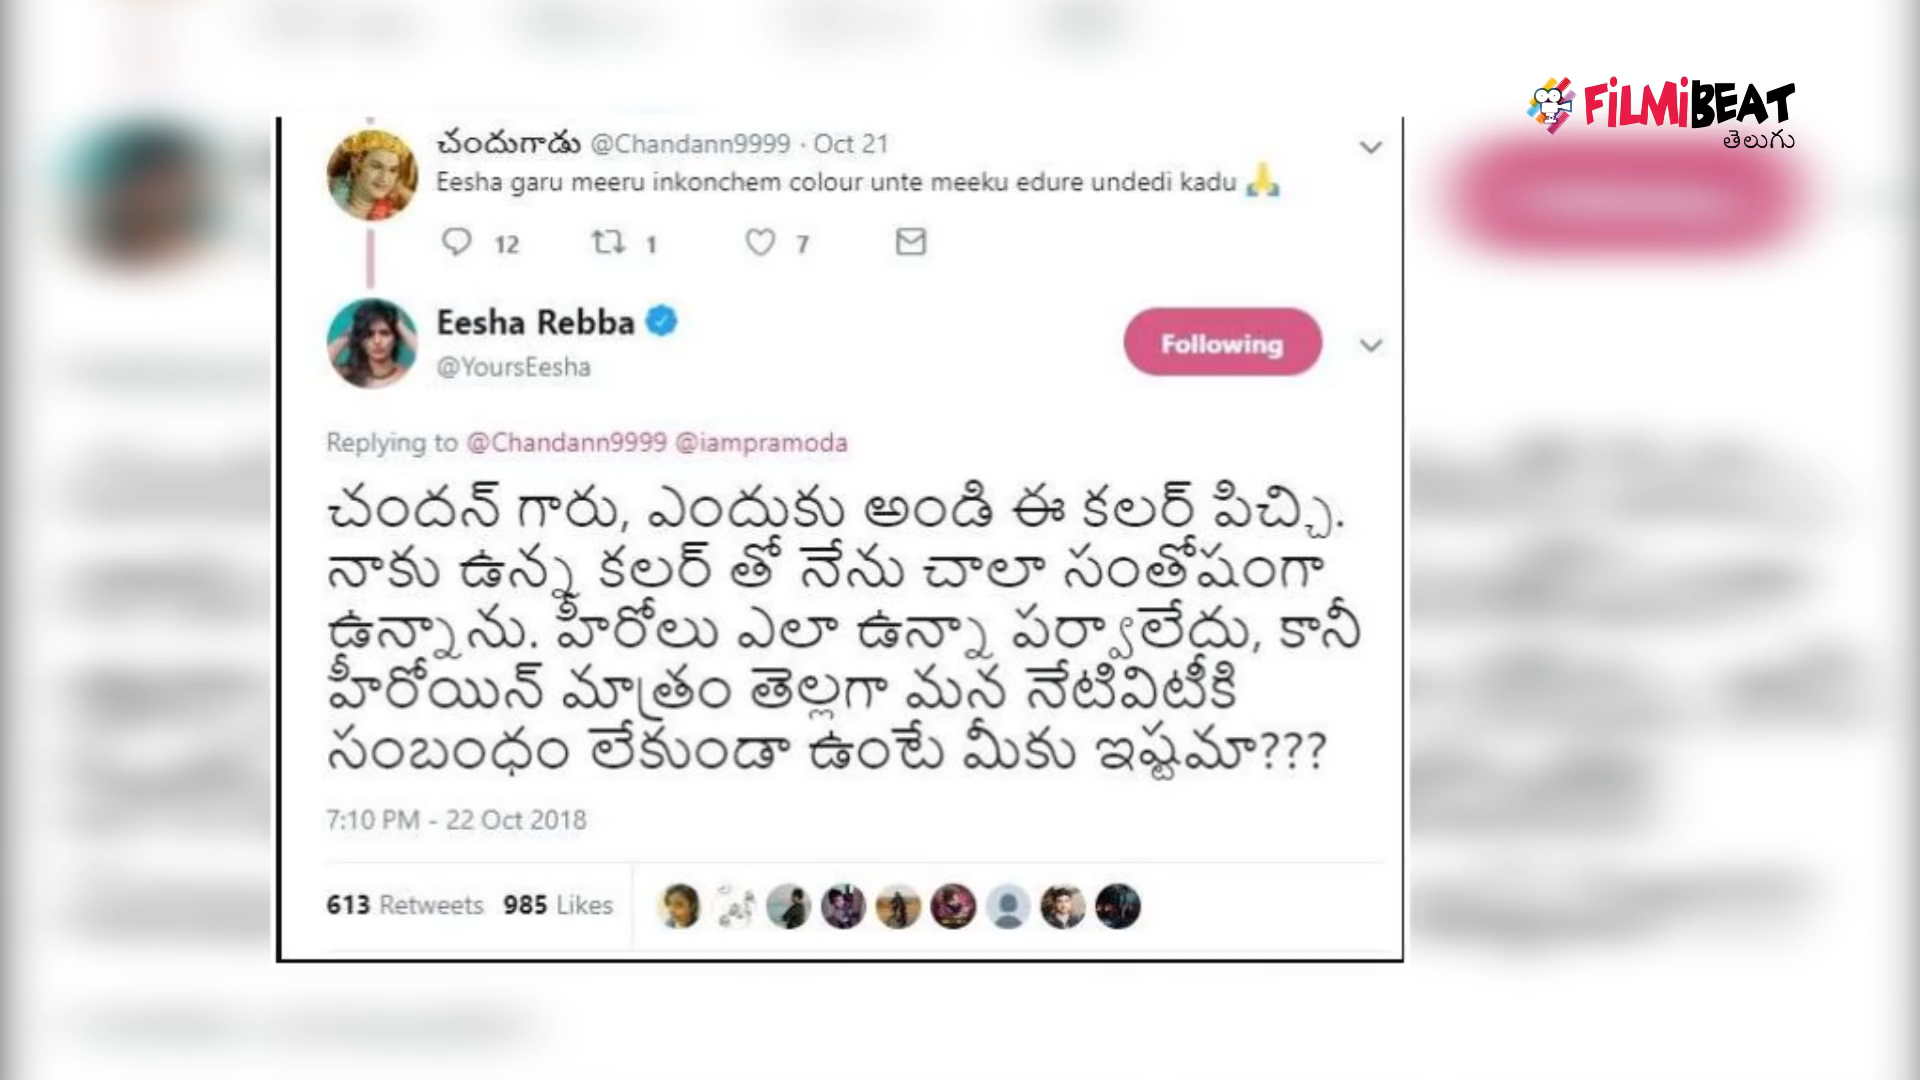 FiLMiBEAT
తెలుగు
చందుగాడు @Chandann9999 · Oct 21
Eesha garu meeru inkonchem colour unte meeku edure undedi kadu 🙏
12 1 7
Eesha Rebba
@YoursEesha
Following
Replying to @Chandann9999 @iampramoda
చందన్ గారు, ఎందుకు అండి ఈ కలర్ పిచ్చి.
నాకు ఉన్న కలర్ తో నేను చాలా సంతోషంగా
ఉన్నాను. హీరోలు ఎలా ఉన్నా పర్వాలేదు, కానీ
హీరోయిన్ మాత్రం తెల్లగా మన నేటివిటీకి
సంబంధం లేకుండా ఉంటే మీకు ఇష్టమా???
7:10 PM - 22 Oct 2018
613 Retweets 985 Likes